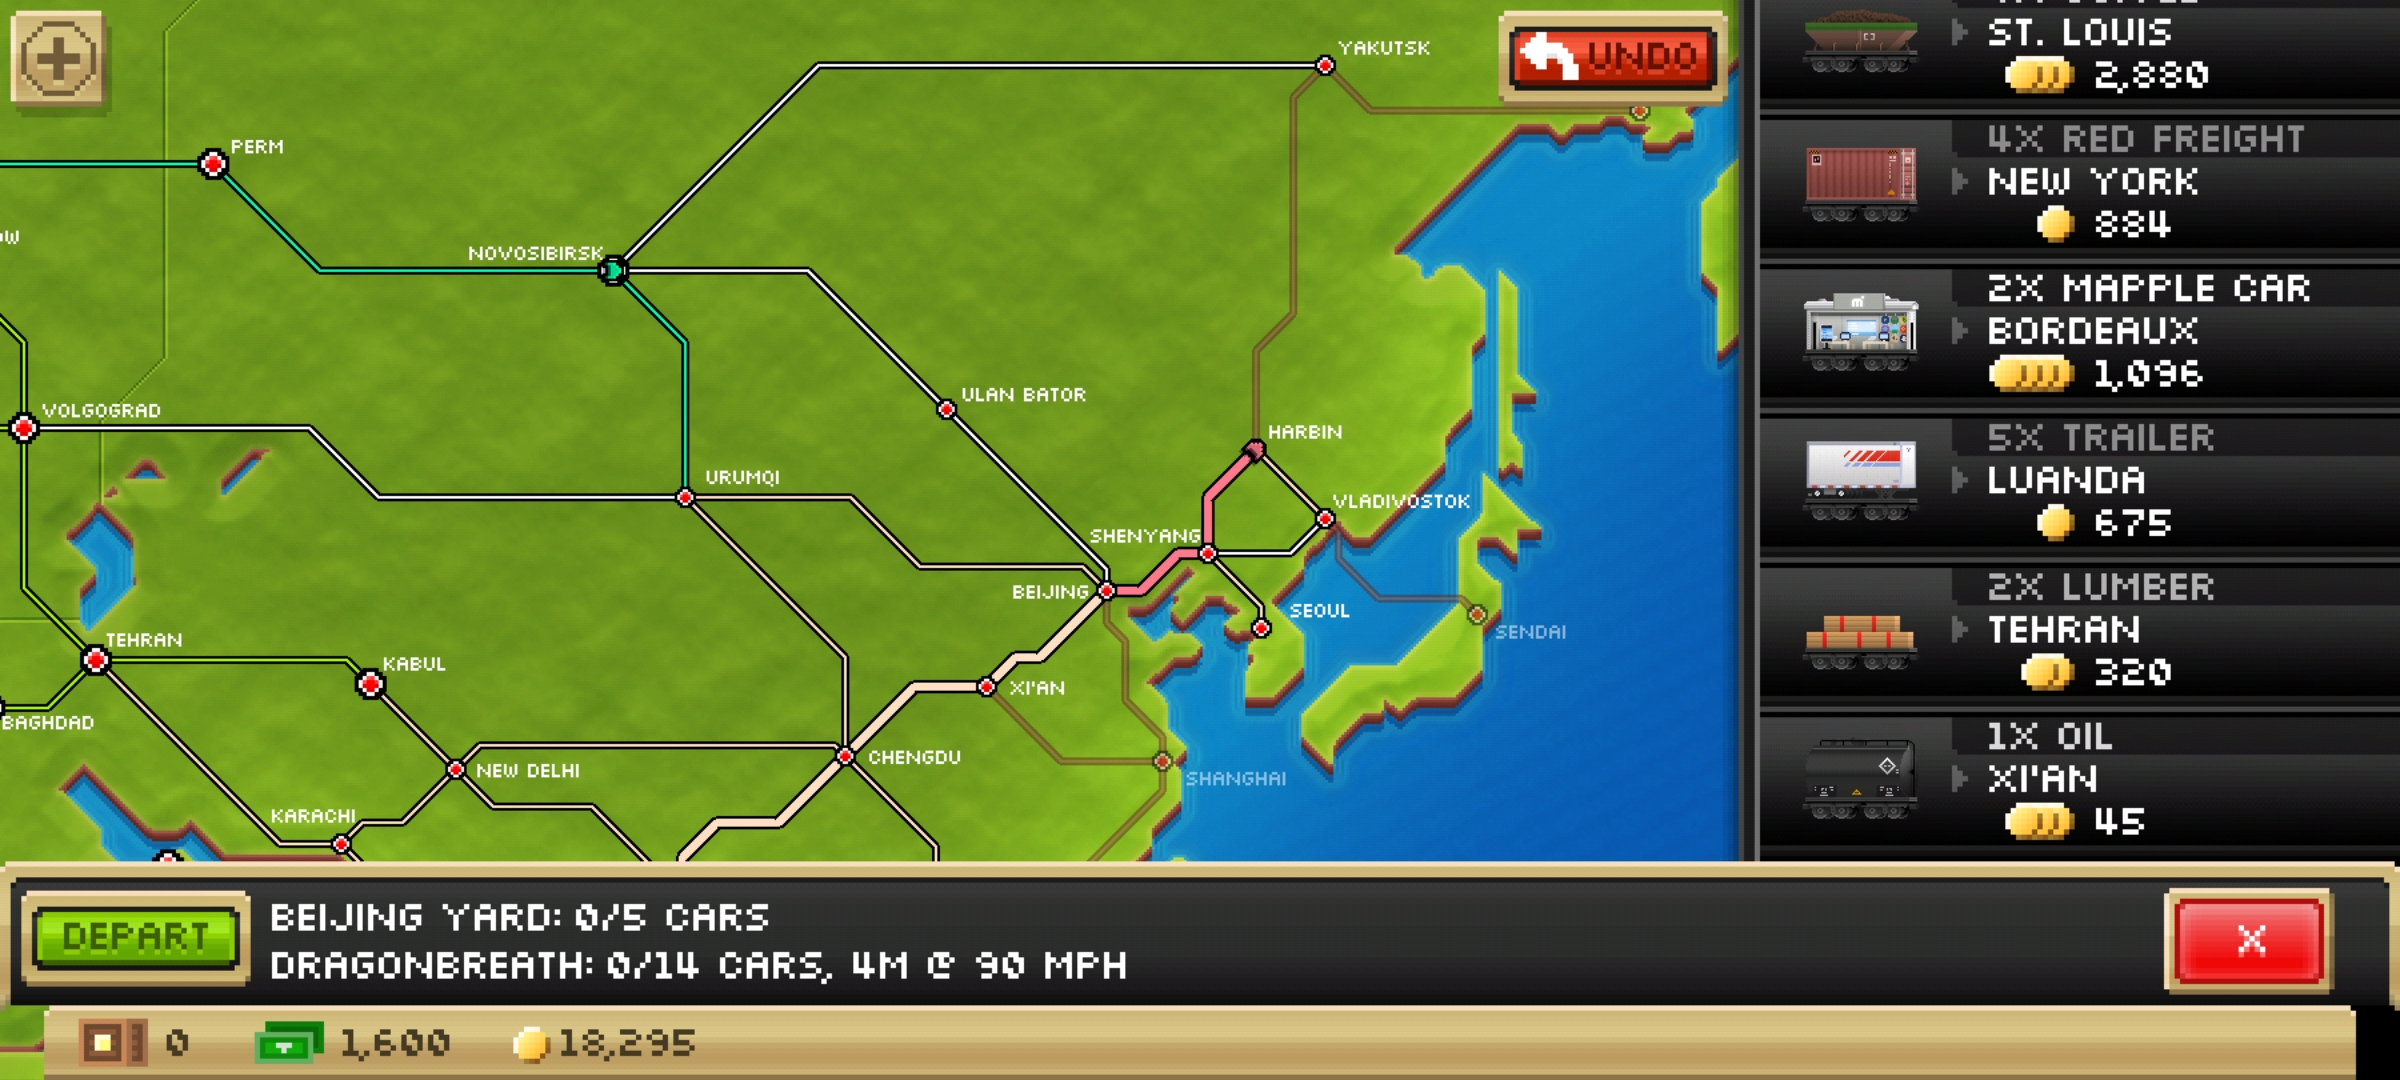 YAKUTSK
UNDO
PERM
NOVOSIBIRSK
ULAN BATOR
VOLGOGRAD
HARBIN
URUMQI
VLADIVOSTOK
SHENYANG
BEIJING
SEOUL
SENDAI
TEHRAN
KABUL
XI'AN
BAGHDAD
CHENGDU
NEW DELHI
SHANGHAI
KARACHI
ST. LOUIS
2,880
4X RED FREIGHT
NEW YORK
884
2X MAPPLE CAR
BORDEAUX
1,096
5X TRAILER
LUANDA
675
2X LUMBER
TEHRAN
320
1X OIL
XI'AN
45
DEPART
BEIJING YARD: 0/5 CARS
DRAGONBREATH: 0/14 CARS, 4M @ 90 MPH
X
0
1,600
18,295